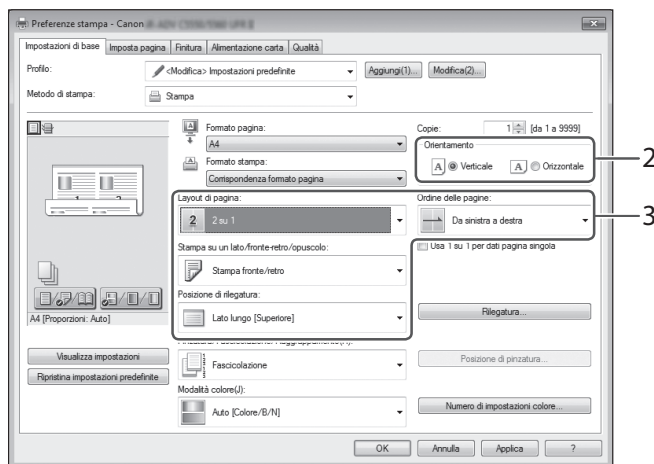 Preferenze stampa - Canon
Impostazioni di base Imposta pagina Finitura Alimentazione carta Qualità
Profilo: <Modifica> Impostazioni predefinite Aggiungi(1)... Modifica(2)...
Metodo di stampa: Stampa
Formato pagina: Copie: 1 [da 1 a 9999]
A4
Orientamento
A Verticale A Orizzontale 2
Formato stampa:
Corrispondenza formato pagina
Layout di pagina: Ordine delle pagine:
2 2 su 1 Da sinistra a destra 3
Stampa su un lato/fronte-retro/opuscolo: Usa 1 su 1 per dati pagina singola
Stampa fronte/retro
Posizione di rilegatura:
Lato lungo [Superiore] Rilegatura...
A4 [Proporzioni: Auto]
Visualizza impostazioni Fascicolazione Posizione di pinzatura...
Ripristina impostazioni predefinite
Modalità colore(J):
Auto [Colore/B/N] Numero di impostazioni colore...
OK Annulla Applica ?